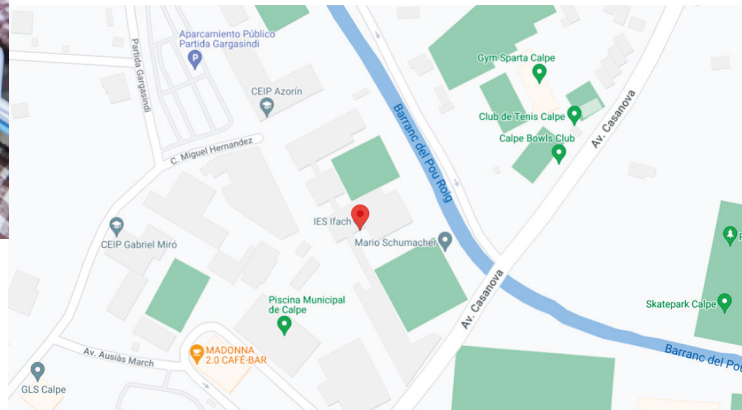 Aparcamiento Público
Partida Gargasindi
Partida Gargasindi
CEIP Azorín
C. Miguel Hernandez
Barranc del Pou Roig
Gym Sparta Calpe
Club de Tenis Calpe
Calpe Bowls Club
Av. Casanova
IES Ifach
Mario Schumacher
CEIP Gabriel Miró
Piscina Municipal
de Calpe
Av. Casanova
Skatepark Calpe
Av. Ausiàs March
MADONNA
2.0 CAFÉ-BAR
GLS Calpe
Barranc del Pou